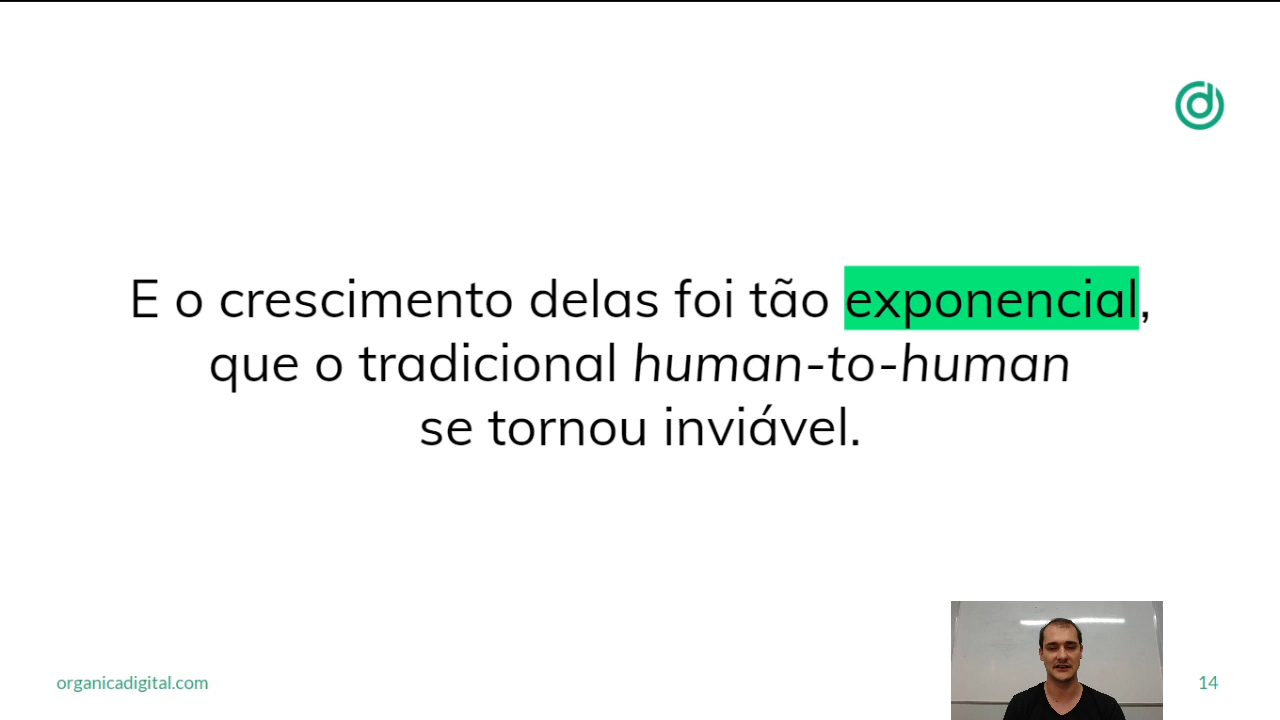 E o crescimento delas foi tão exponencial,
que o tradicional human-to-human
se tornou inviável.
organicadigital.com
14